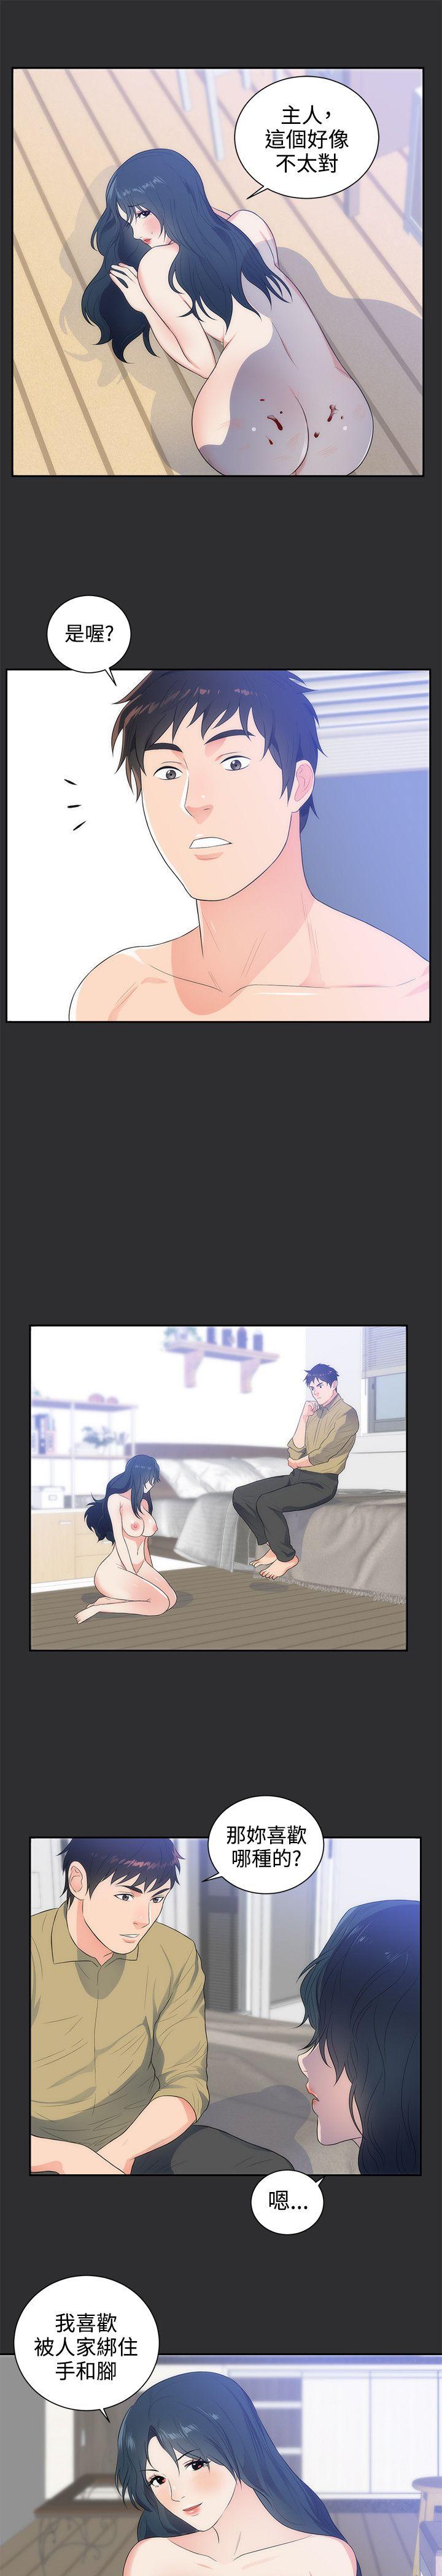 主人，
這個好像
不太對
是喔?
那妳喜歡
哪種的?
嗯...
我喜歡
被人家綁住
手和腳